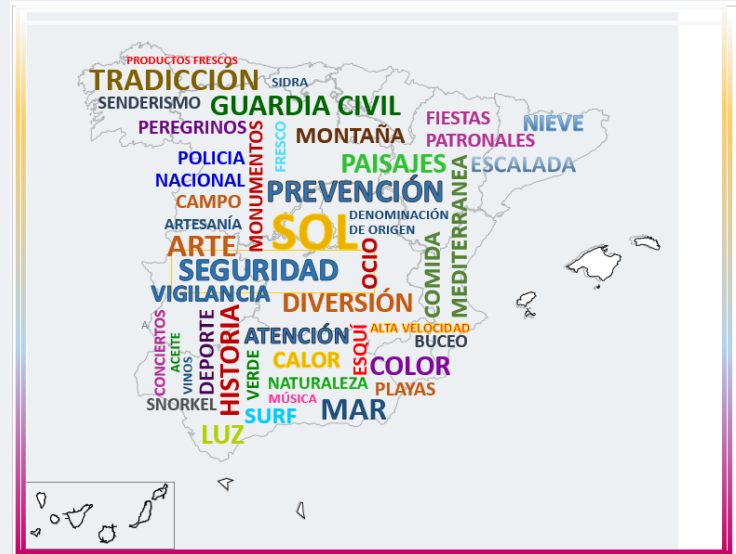 PRODUCTOS FRESCOS
TRADICCIÓN
SIDRA
SENDERISMO
GUARDIA CIVIL
FIESTAS
PATRONALES
NIEVE
PEREGRINOS
MONUMENTOS
FRESCO
MONTAÑA
POLICIA
NACIONAL
PAISAJES
ESCALADA
CAMPO
PREVENCIÓN
COMIDA
MEDITERRANEA
ARTESANÍA
SOL
DENOMINACIÓN
DE ORIGEN
ARTE
OCIO
SEGURIDAD
VIGILANCIA
DIVERSIÓN
CONCIERTOS
ACEÍTE
VINOS
DEPORTE
HISTORIA
VERDE
ATENCIÓN
ESQUÍ
ALTA VELOCIDAD
BUCEO
CALOR
COLOR
NATURALEZA
PLAYAS
SNORKEL
MÚSICA
SURF
MAR
LUZ